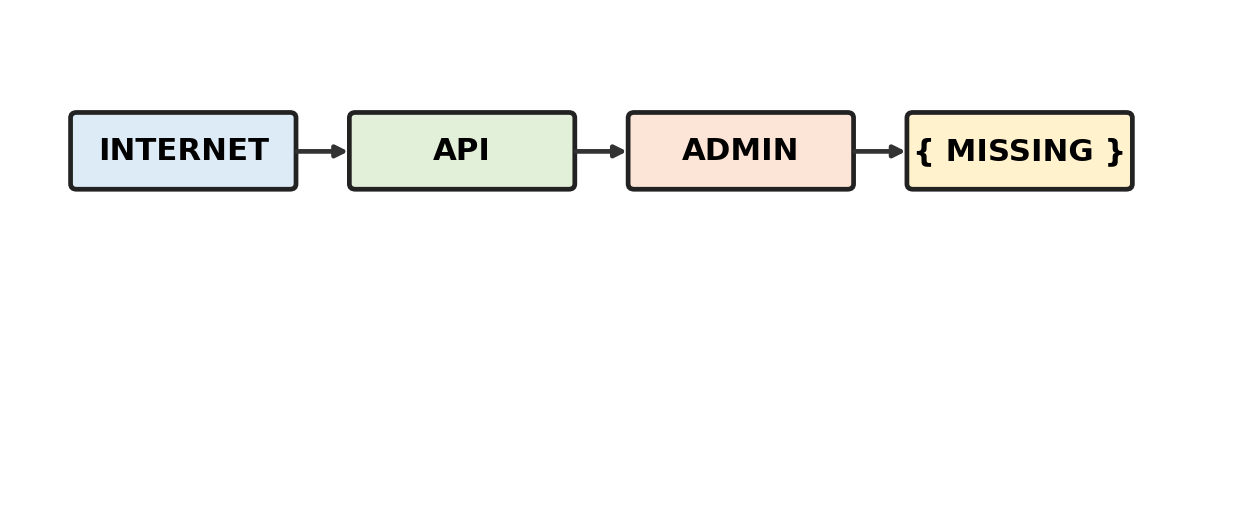 INTERNET
API
ADMIN
{ MISSING }